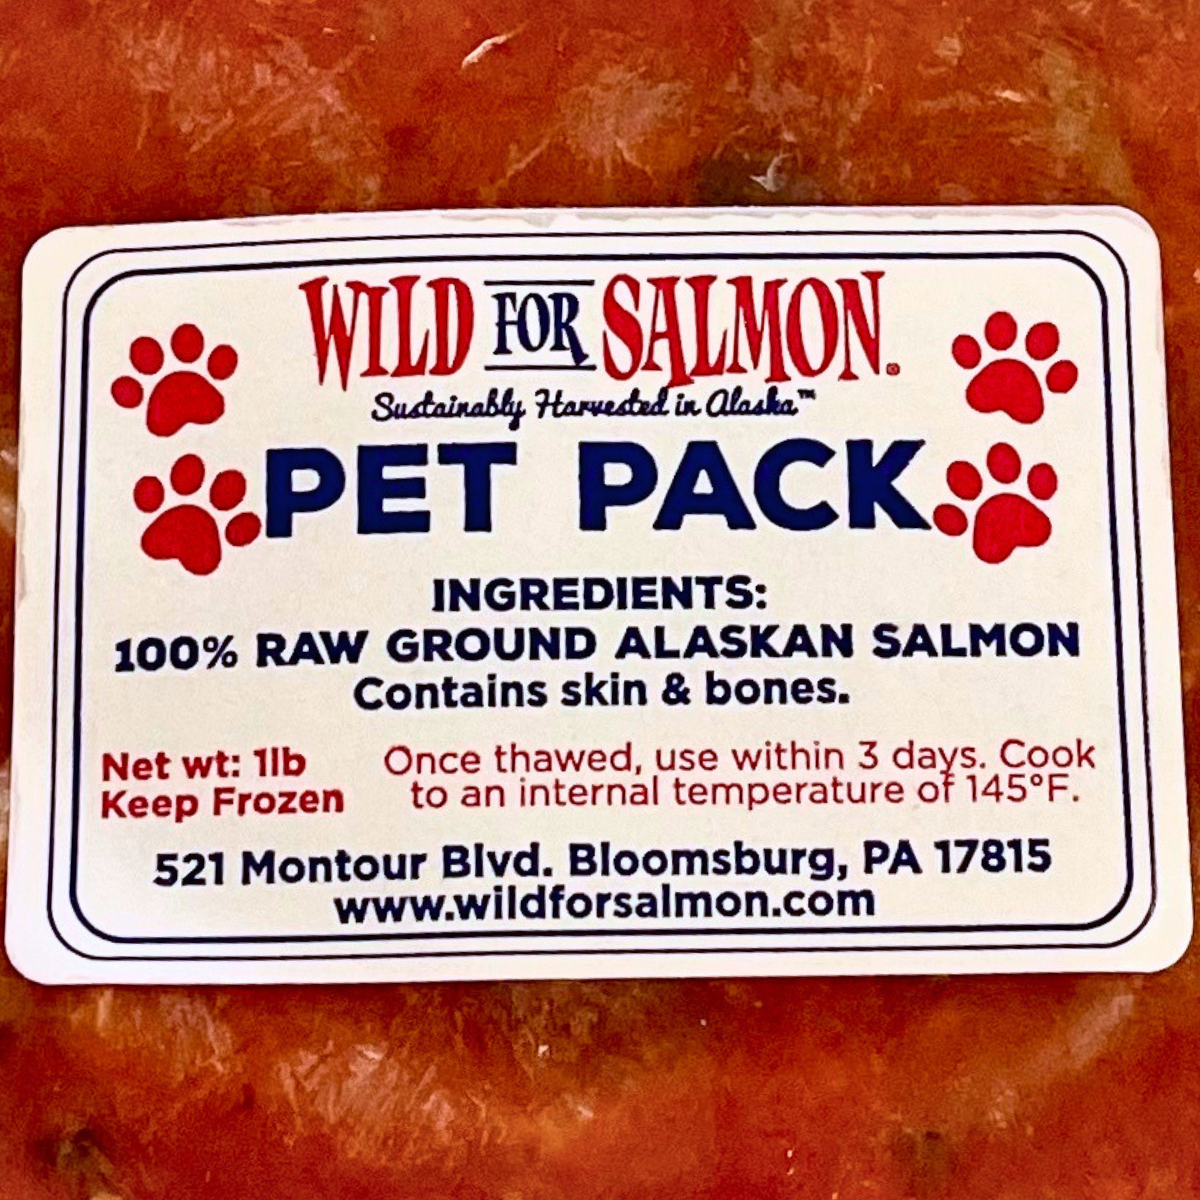 WILD FOR SALMON®
Sustainably Harvested in Alaska™
PET PACK
INGREDIENTS:
100% RAW GROUND ALASKAN SALMON
Contains skin & bones.
Net wt: 1lb
Keep Frozen
Once thawed, use within 3 days. Cook
to an internal temperature of 145°F.
521 Montour Blvd. Bloomsburg, PA 17815
www.wildforsalmon.com